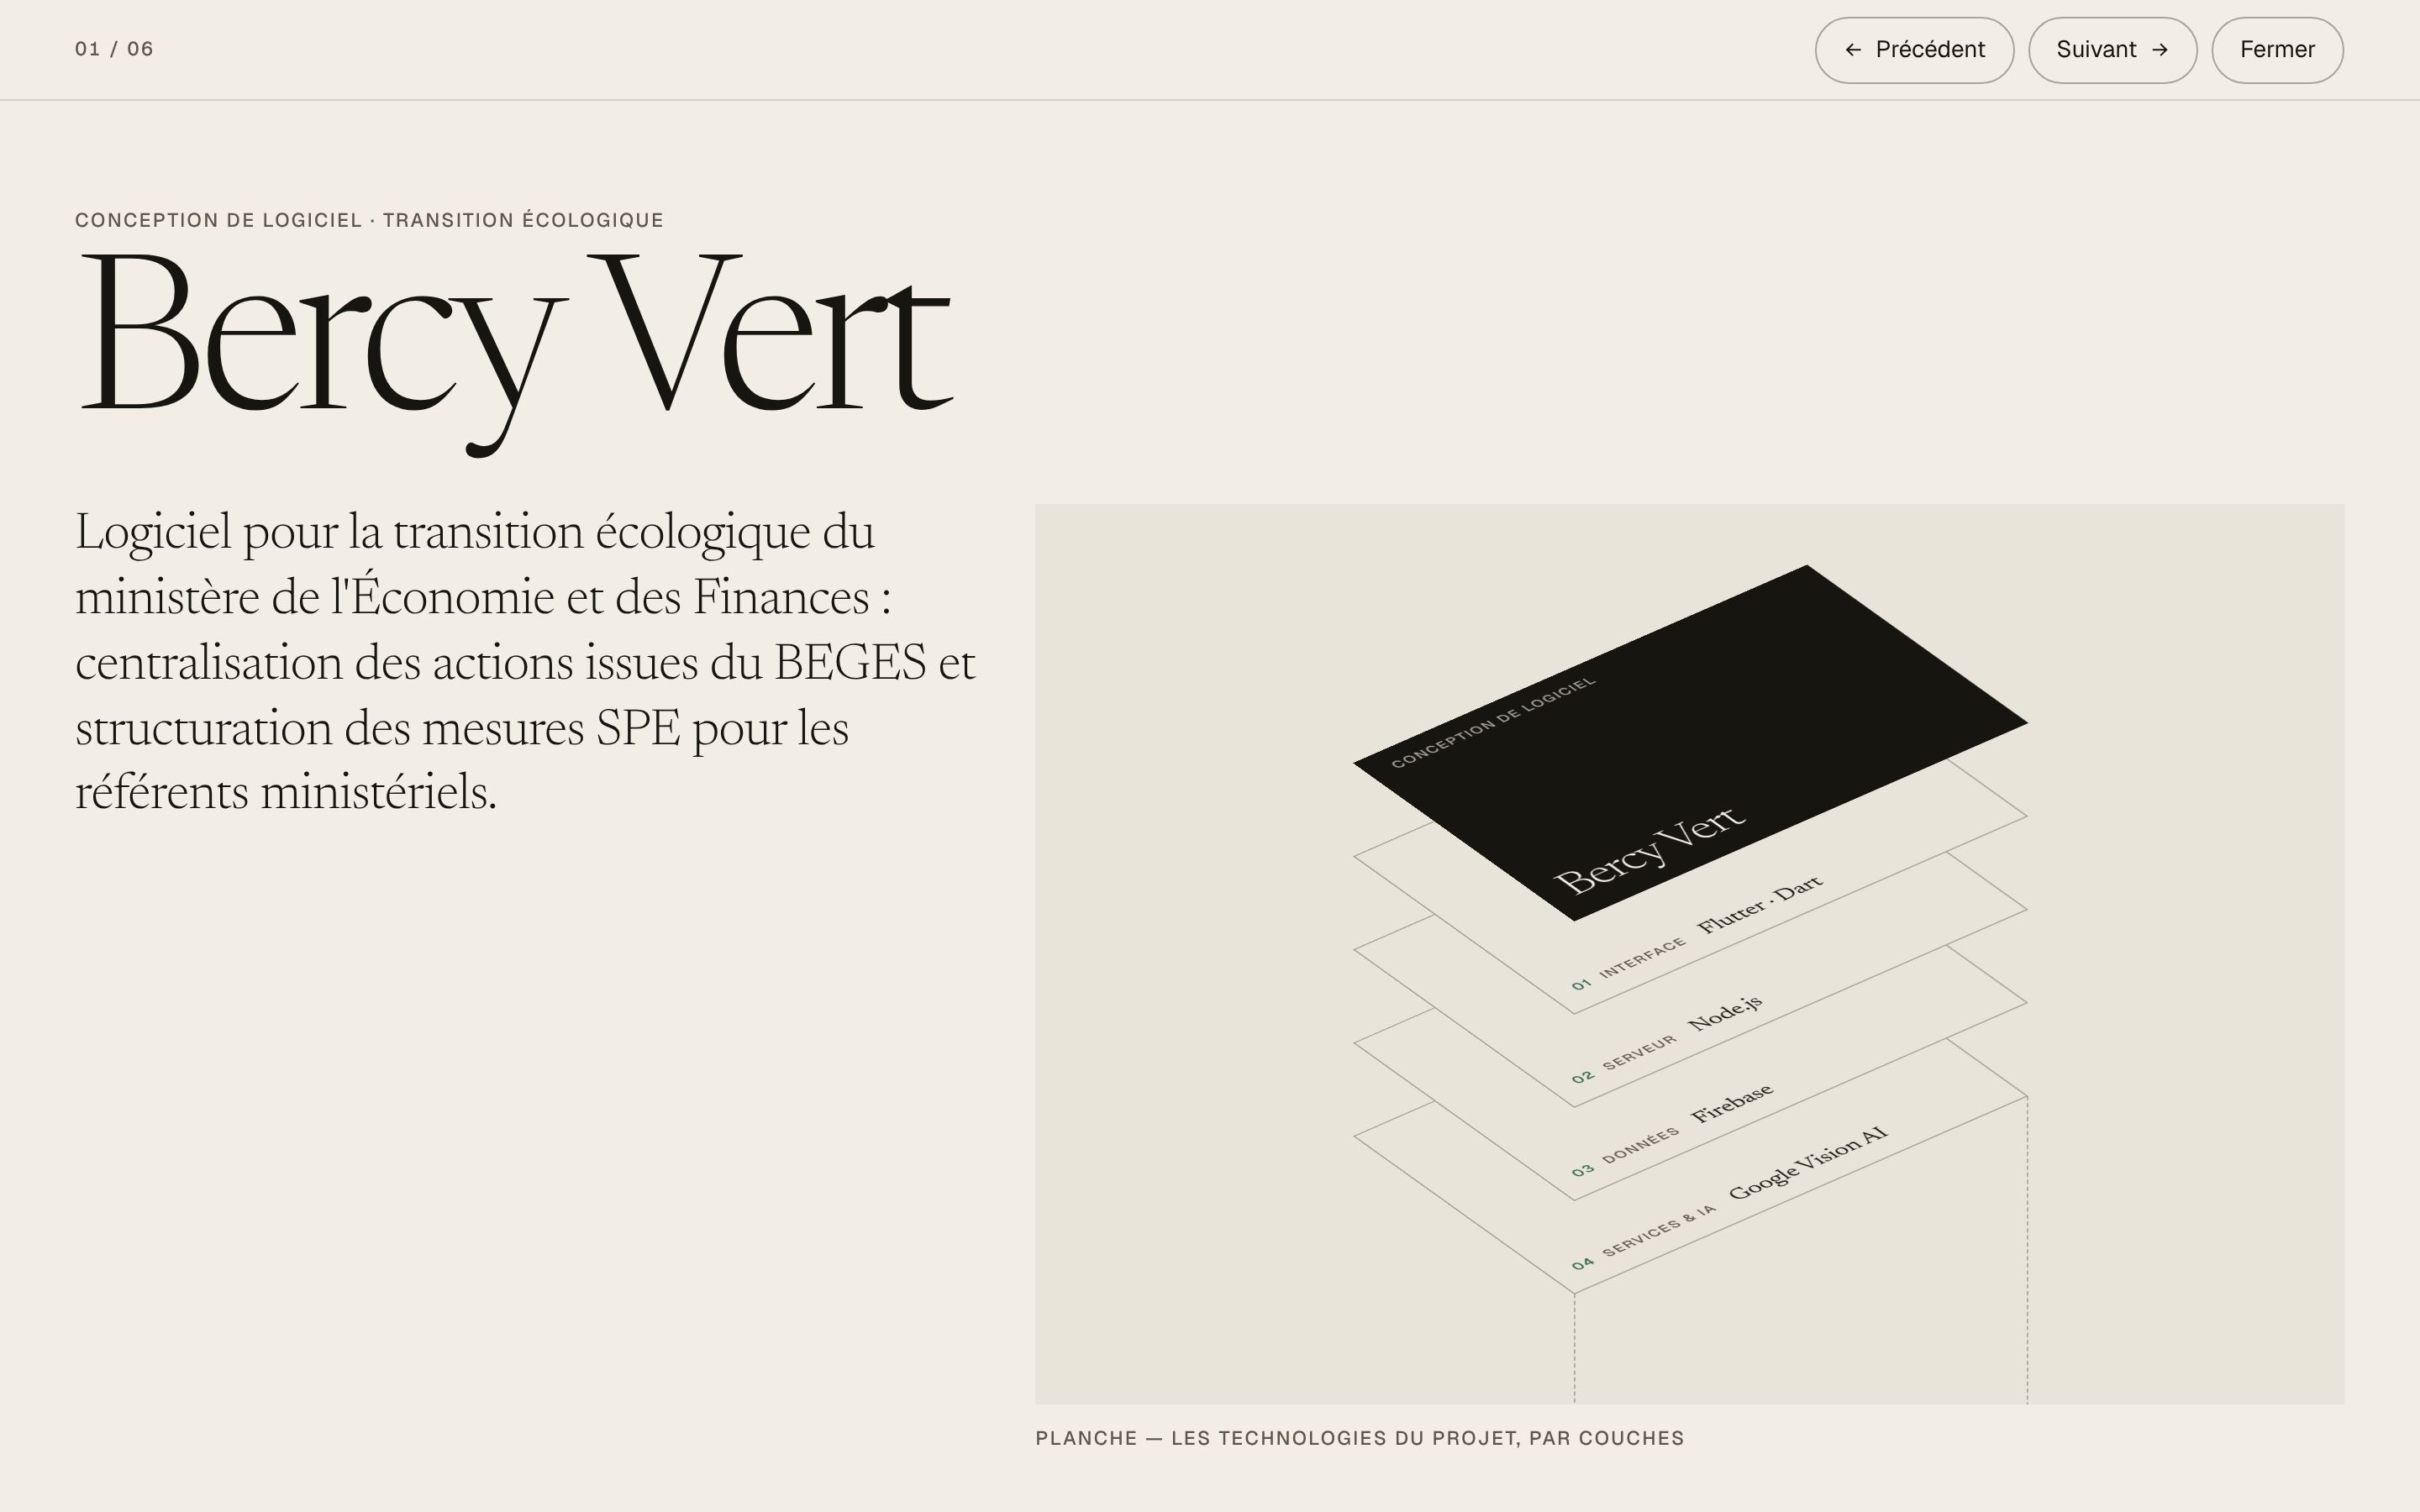 01 / 06
← Précédent
Suivant →
Fermer
CONCEPTION DE LOGICIEL · TRANSITION ÉCOLOGIQUE
Bercy Vert
Logiciel pour la transition écologique du
ministère de l'Économie et des Finances :
centralisation des actions issues du BEGES et
structuration des mesures SPE pour les
référents ministériels.
CONCEPTION DE LOGICIEL
Bercy Vert
01 INTERFACE Flutter · Dart
02 SERVEUR Node.js
03 DONNÉES Firebase
04 SERVICES & IA Google Vision AI
PLANCHE — LES TECHNOLOGIES DU PROJET, PAR COUCHES